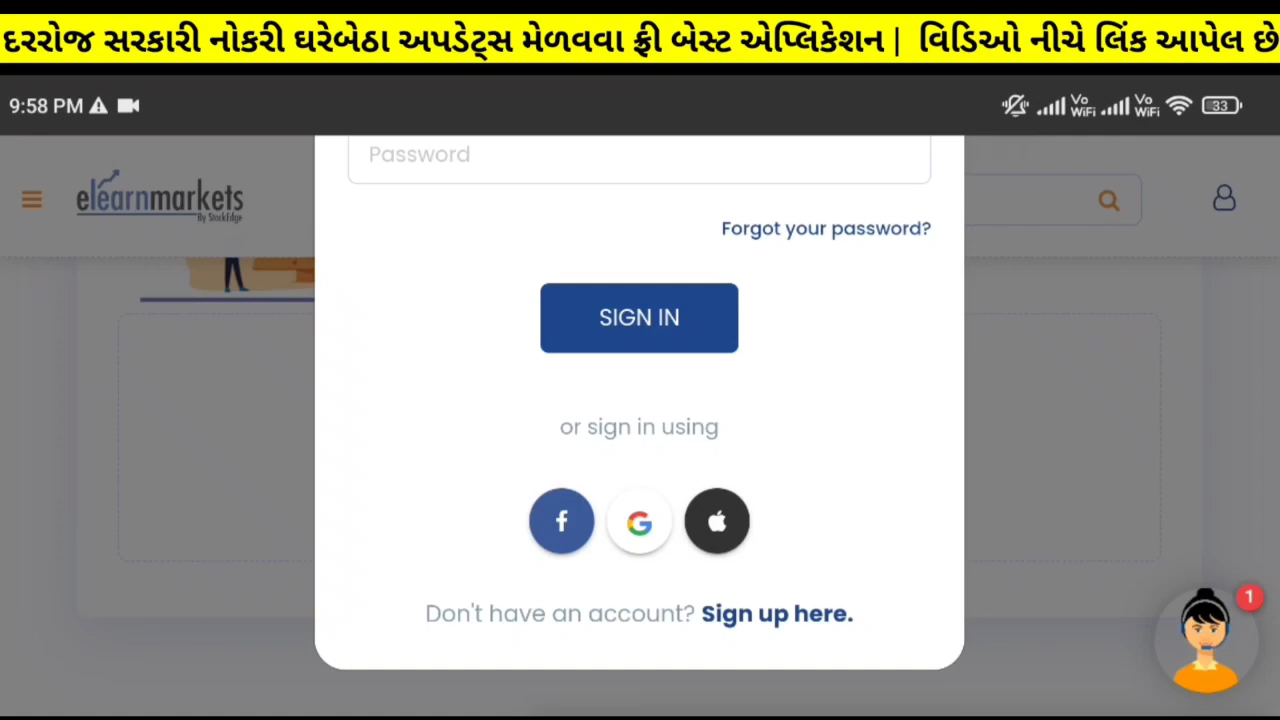 દરરોજ સરકારી નોકરી ઘરેબેઠા અપડેટ્સ મેળવવા ફ્રી બેસ્ટ એપ્લિકેશન | વિડિઓ નીચે લિંક આપેલ છે
9:58 PM Vo WiFi Vo WiFi 33
Password
elearnmarkets
By StockEdge
Forgot your password?
SIGN IN
or sign in using
Don't have an account? Sign up here.
1